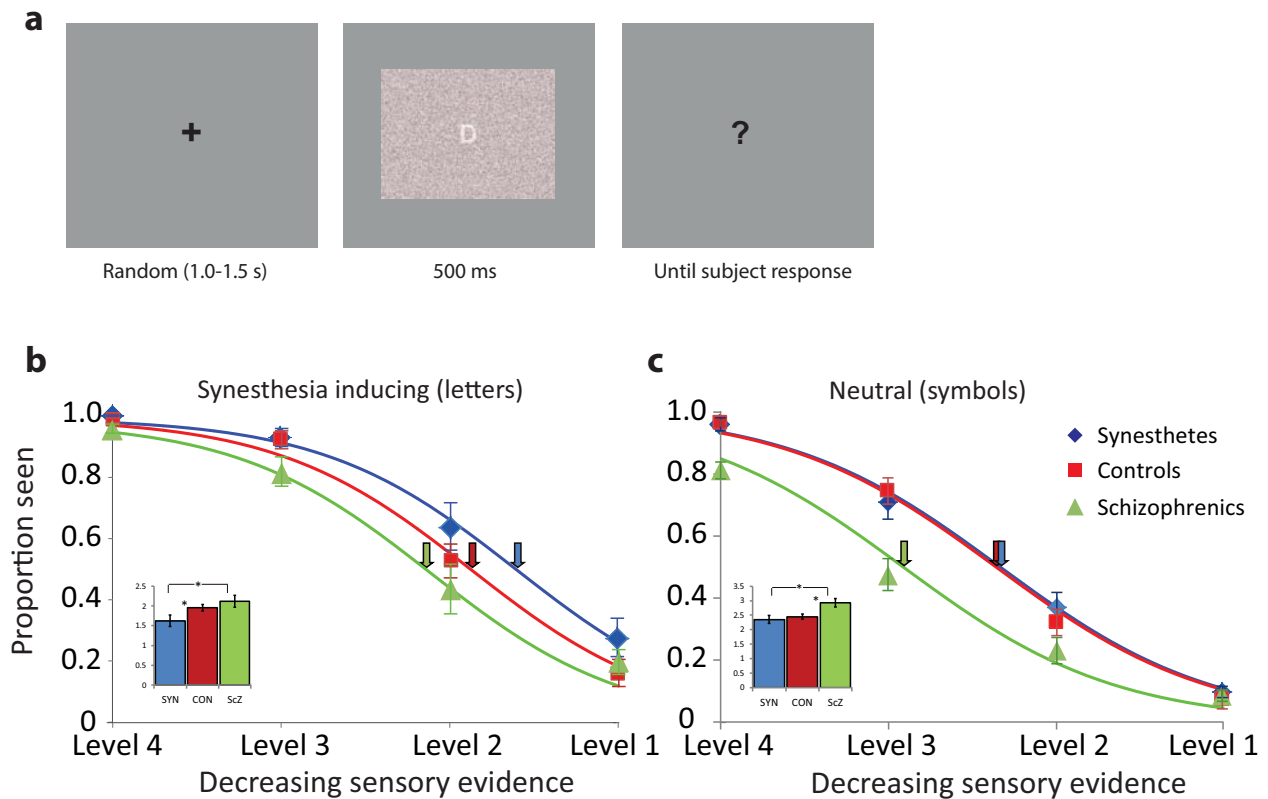 a
+
D
?
Random (1.0-1.5 s)
500 ms
Until subject response
b
Synesthesia inducing (letters)
Proportion seen
1.0
0.8
0.6
0.4
0.2
0
Level 4
Level 3
Level 2
Level 1
Decreasing sensory evidence
2.5
2
1.5
1
0.5
0
*
*
SYN
CON
ScZ
c
Neutral (symbols)
1.0
0.8
0.6
0.4
0.2
0
Level 4
Level 3
Level 2
Level 1
Decreasing sensory evidence
3.5
3
2.5
2
1.5
1
0.5
0
*
*
SYN
CON
ScZ
Synesthetes
Controls
Schizophrenics